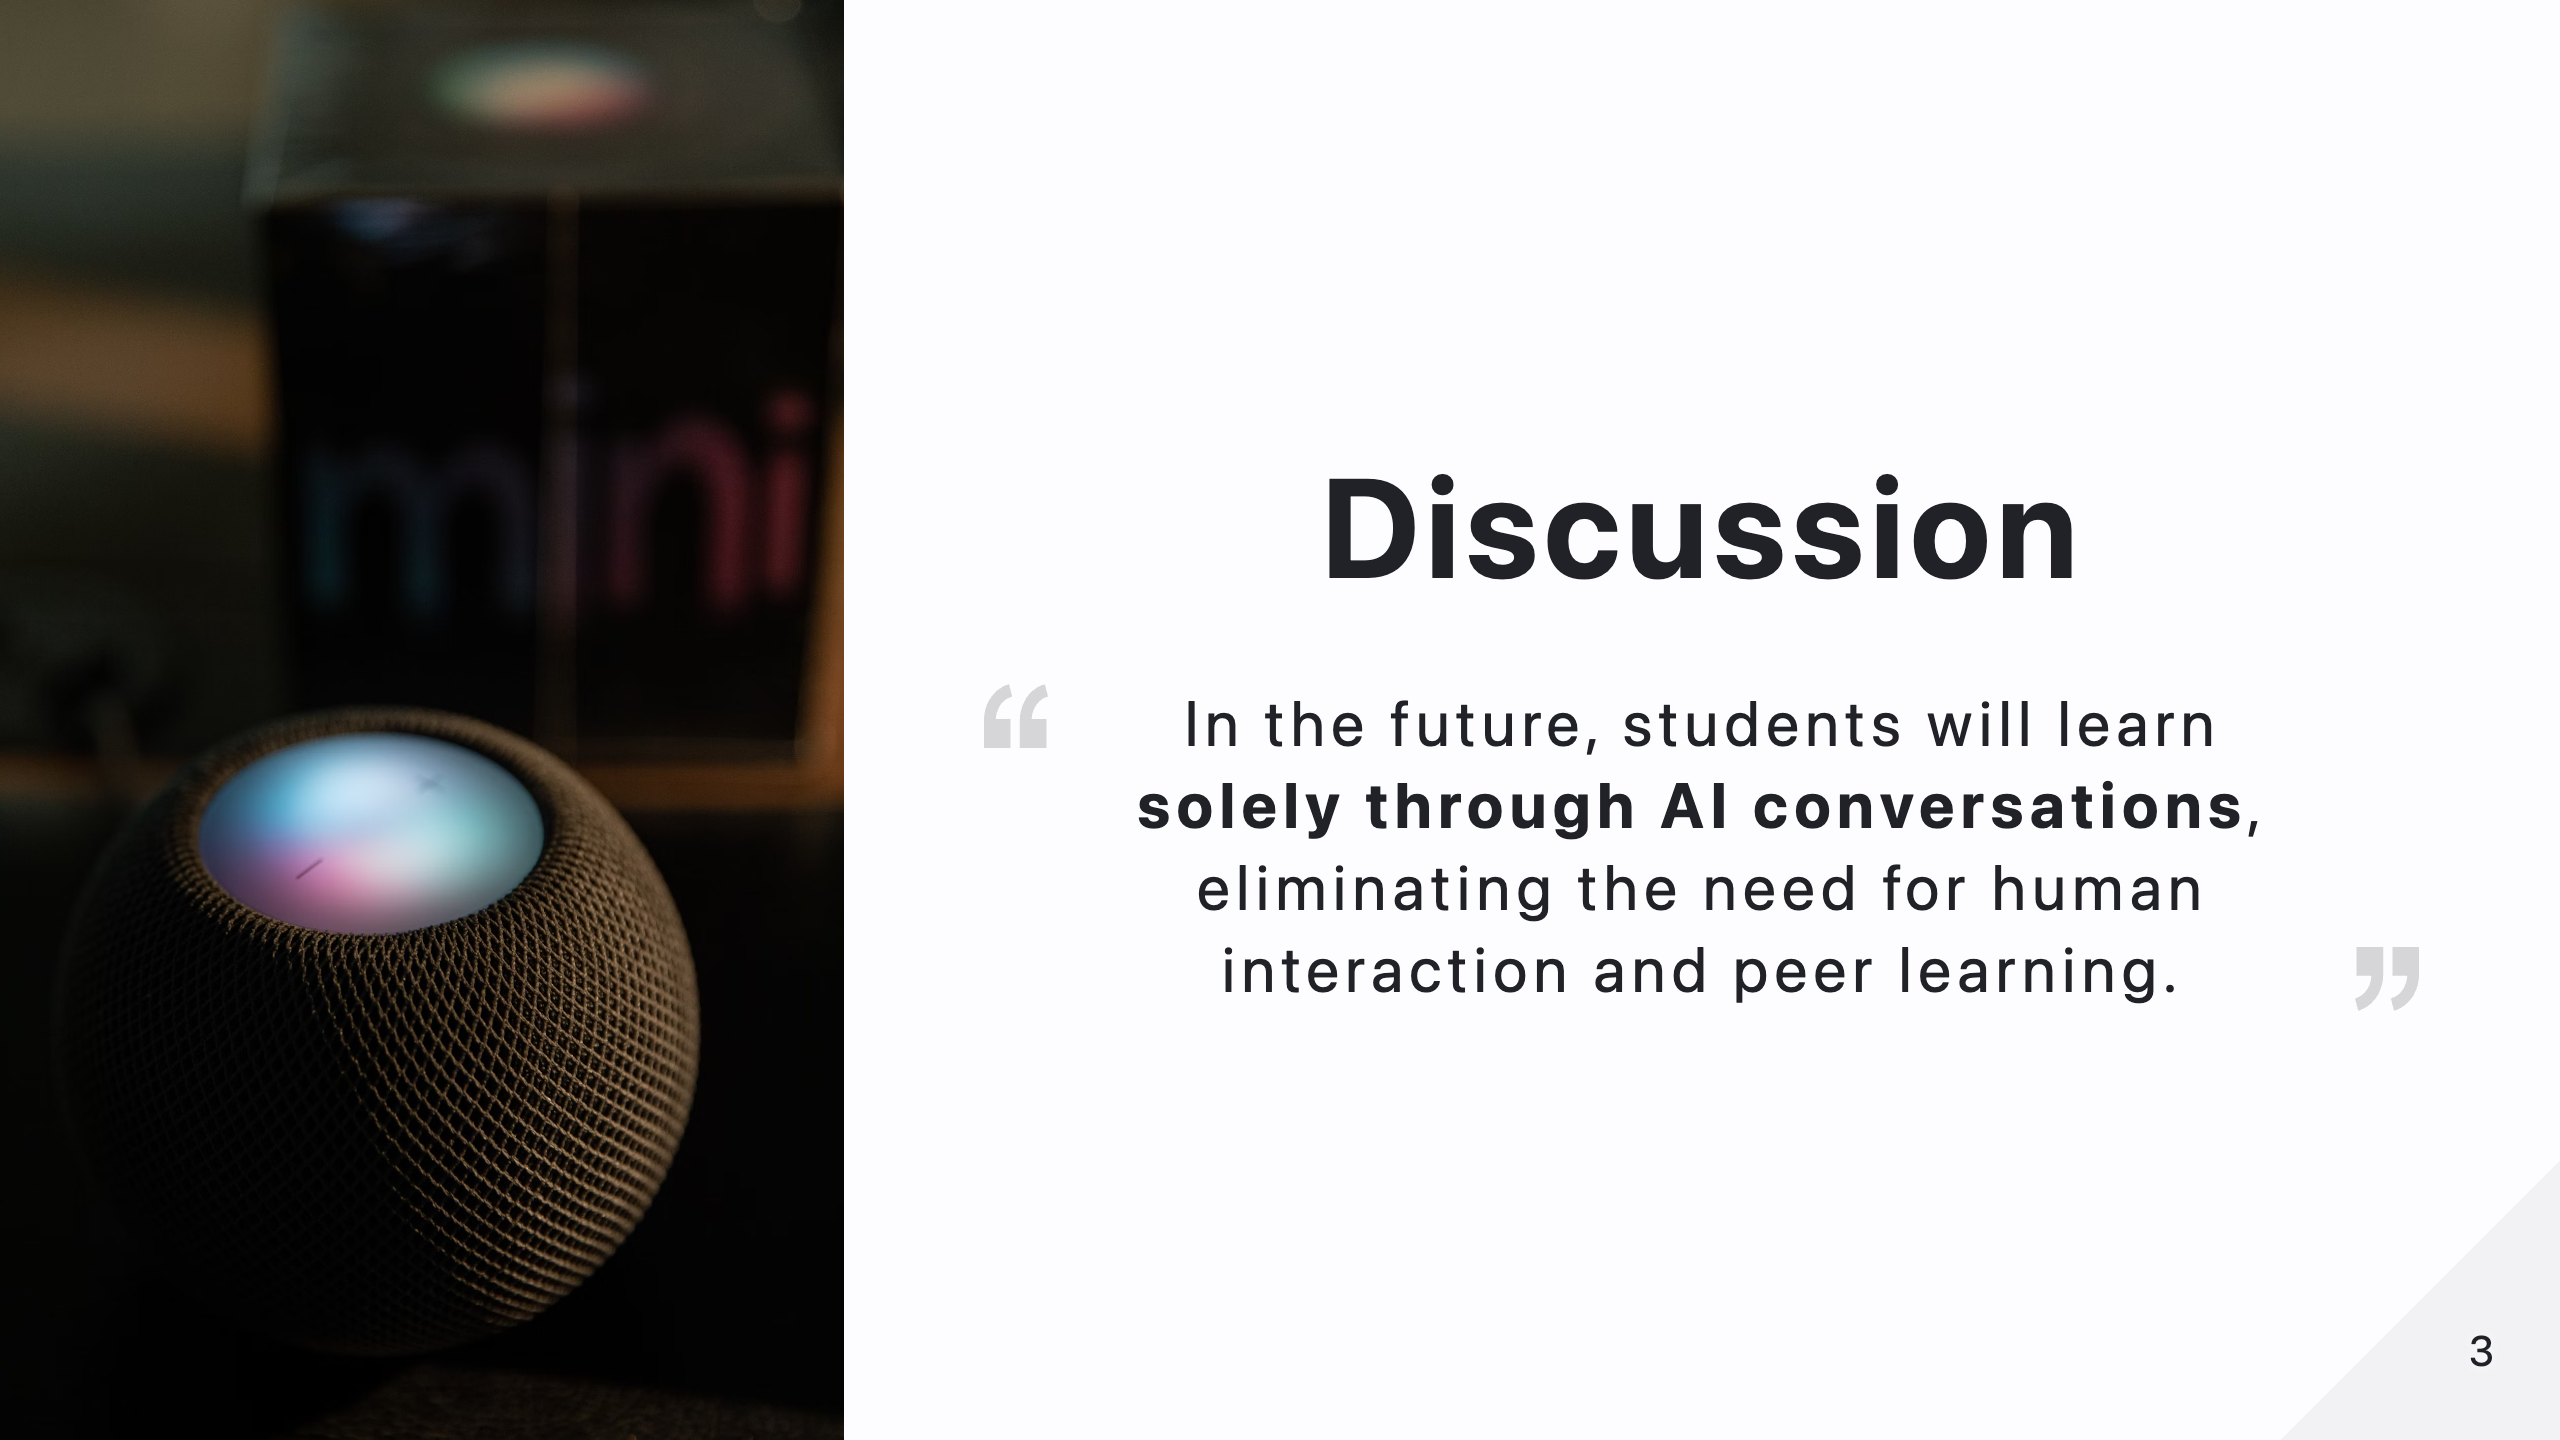 mini
Discussion
“ In the future, students will learn
solely through AI conversations,
eliminating the need for human
interaction and peer learning. ”
3